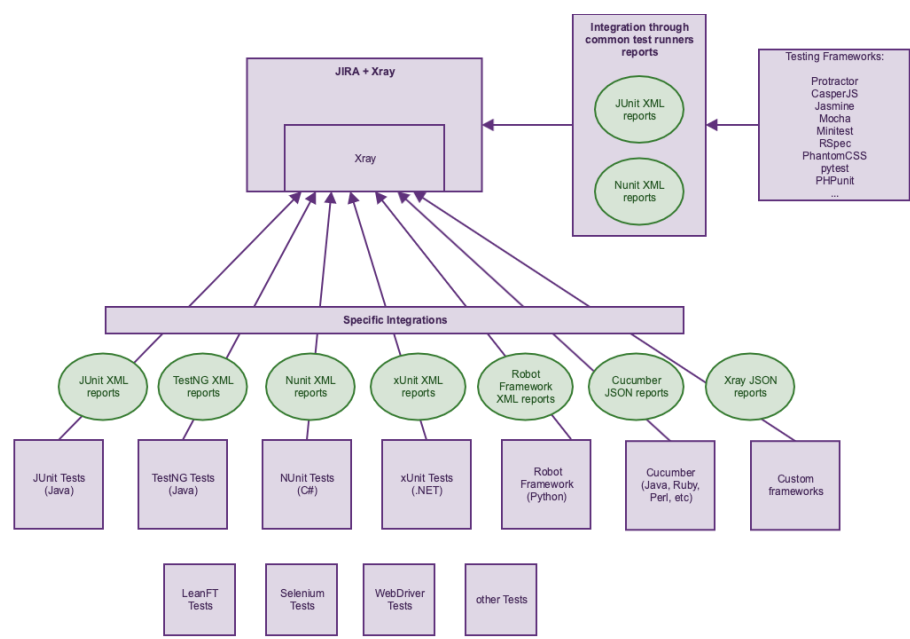 Integration through
common test runners
reports
JUnit XML
reports
Nunit XML
reports
Testing Frameworks:
Protractor
CasperJS
Jasmine
Mocha
Minitest
RSpec
PhantomCSS
pytest
PHPunit
...
JIRA + Xray
Xray
Specific Integrations
JUnit XML
reports
TestNG XML
reports
Nunit XML
reports
xUnit XML
reports
Robot
Framework
XML reports
Cucumber
JSON reports
Xray JSON
reports
JUnit Tests
(Java)
TestNG Tests
(Java)
NUnit Tests
(C#)
xUnit Tests
(.NET)
Robot
Framework
(Python)
Cucumber
(Java, Ruby,
Perl, etc)
Custom
frameworks
LeanFT
Tests
Selenium
Tests
WebDriver
Tests
other Tests